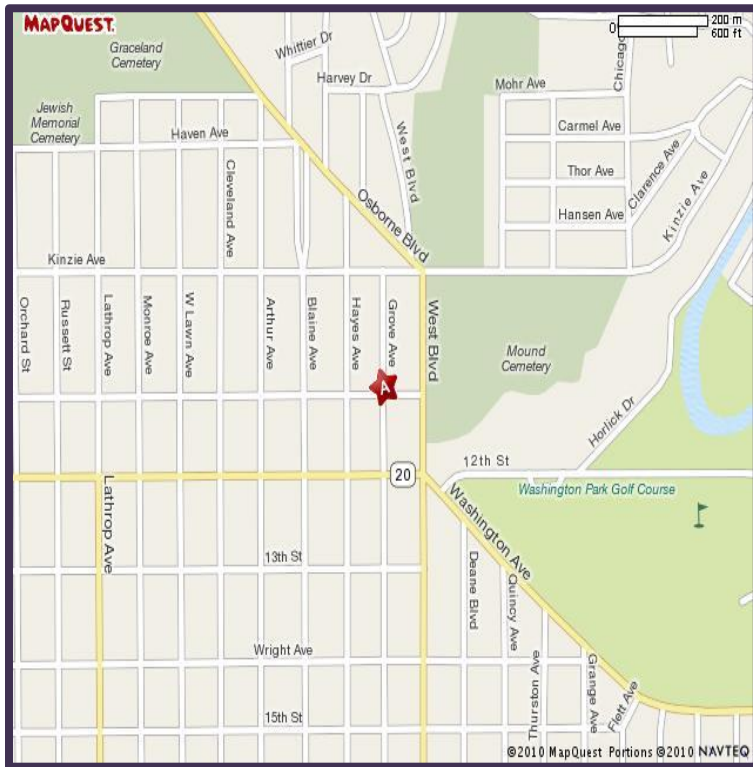 MAPQUEST.
0
200 m
600 ft
Graceland
Cemetery
Whittier Dr
Chicago
Harvey Dr
Mohr Ave
Jewish
Memorial
Cemetery
Haven Ave
West Blvd
Carmel Ave
Cleveland Ave
Thor Ave
Clarence Ave
Osborne Blvd
Hansen Ave
Kinzie Ave
Kinzie Ave
Orchard St
Russett St
Lathrop Ave
Monroe Ave
W Lawn Ave
Arthur Ave
Blaine Ave
Hayes Ave
Grove Ave
West Blvd
Mound
Cemetery
A
Horlick Dr
12th St
20
Washington Park Golf Course
Lathrop Ave
Washington Ave
13th St
Deane Blvd
Quincy Ave
Wright Ave
Thurston Ave
Grange Ave
Flett Ave
15th St
©2010 MapQuest Portions ©2010 NAVTEQ